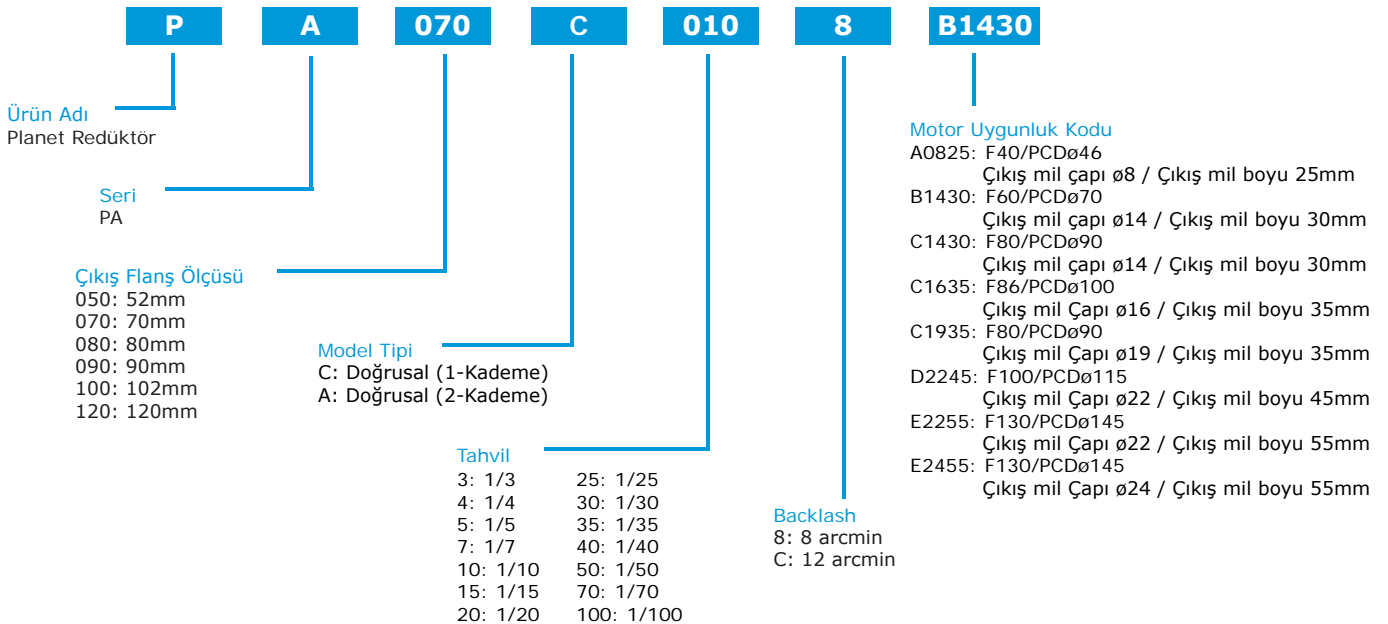 P A 070 C 010 8 B1430
Ürün Adı
Planet Redüktör
Seri
PA
Çıkış Flanş Ölçüsü
050: 52mm
070: 70mm
080: 80mm
090: 90mm
100: 102mm
120: 120mm
Model Tipi
C: Doğrusal (1-Kademe)
A: Doğrusal (2-Kademe)
Tahvil
3: 1/3 25: 1/25
4: 1/4 30: 1/30
5: 1/5 35: 1/35
7: 1/7 40: 1/40
10: 1/10 50: 1/50
15: 1/15 70: 1/70
20: 1/20 100: 1/100
Backlash
8: 8 arcmin
C: 12 arcmin
Motor Uygunluk Kodu
A0825: F40/PCDø46
Çıkış mil çapı ø8 / Çıkış mil boyu 25mm
B1430: F60/PCDø70
Çıkış mil çapı ø14 / Çıkış mil boyu 30mm
C1430: F80/PCDø90
Çıkış mil çapı ø14 / Çıkış mil boyu 30mm
C1635: F86/PCDø100
Çıkış mil Çapı ø16 / Çıkış mil boyu 35mm
C1935: F80/PCDø90
Çıkış mil Çapı ø19 / Çıkış mil boyu 35mm
D2245: F100/PCDø115
Çıkış mil Çapı ø22 / Çıkış mil boyu 45mm
E2255: F130/PCDø145
Çıkış mil Çapı ø22 / Çıkış mil boyu 55mm
E2455: F130/PCDø145
Çıkış mil Çapı ø24 / Çıkış mil boyu 55mm